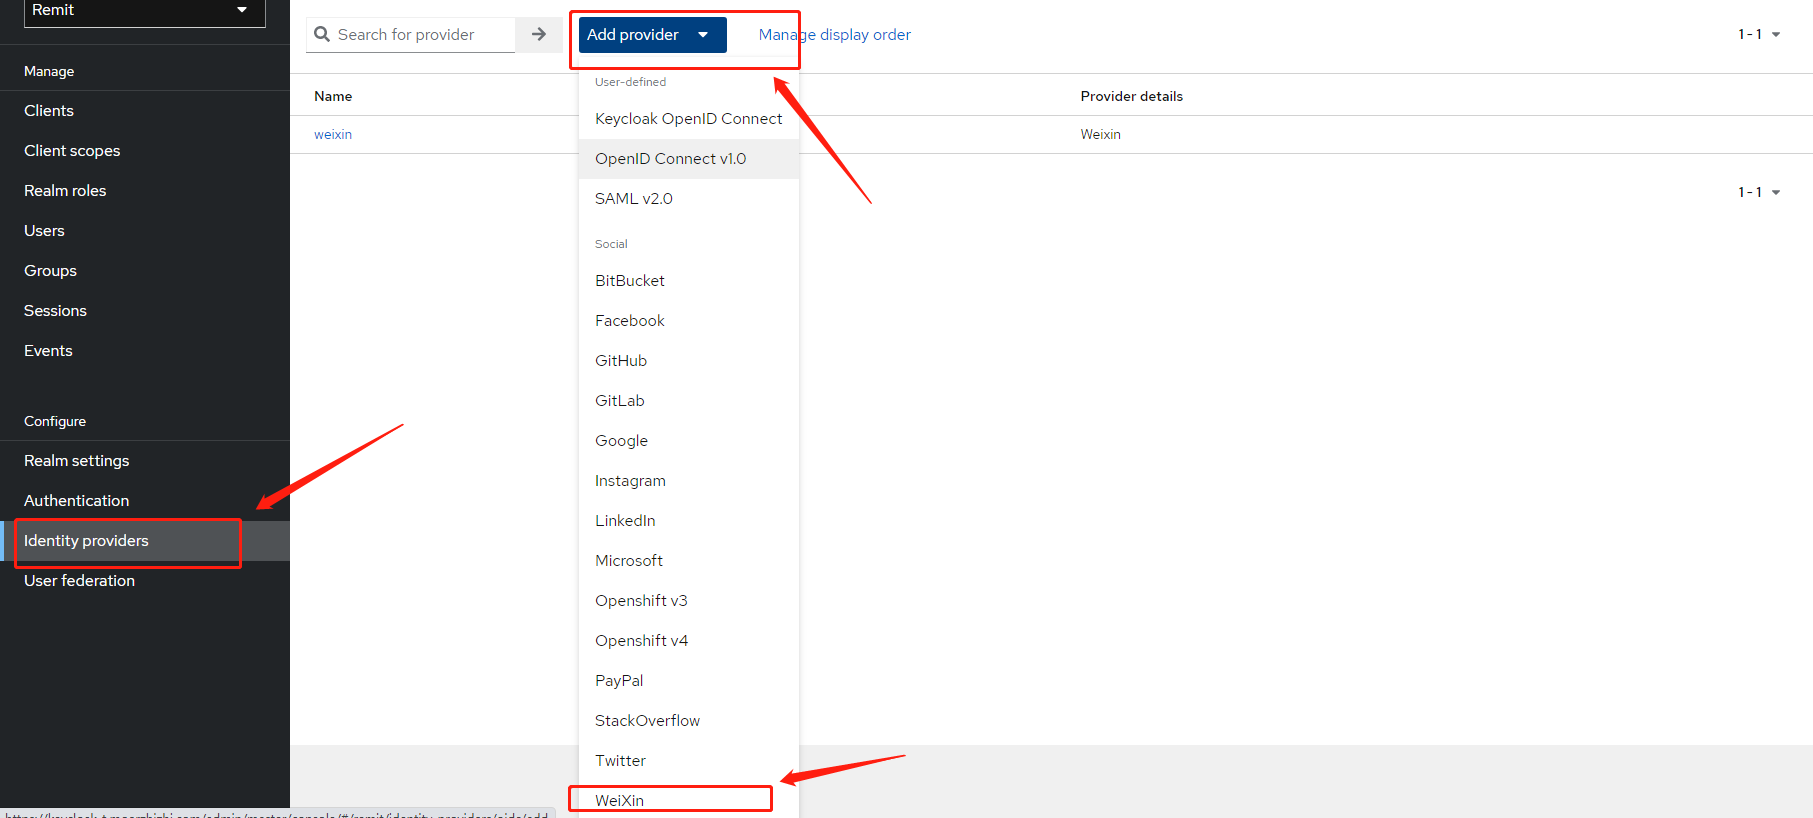 Remit
Manage
Clients
Client scopes
Realm roles
Users
Groups
Sessions
Events
Configure
Realm settings
Authentication
Identity providers
User federation
Search for provider
Add provider
Manage display order
1 - 1
Name
Provider details
weixin
Weixin
1 - 1
User-defined
Keycloak OpenID Connect
OpenID Connect v1.0
SAML v2.0
Social
BitBucket
Facebook
GitHub
GitLab
Google
Instagram
LinkedIn
Microsoft
Openshift v3
Openshift v4
PayPal
StackOverflow
Twitter
WeiXin